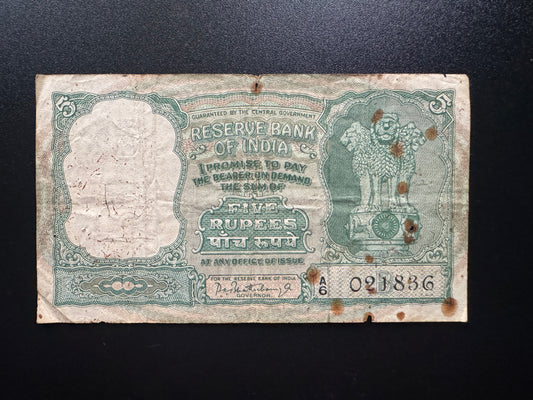 5 GUARANTEED BY THE CENTRAL GOVERNMENT 5
RESERVE BANK
OF INDIA
I PROMISE TO PAY
THE BEARER ON DEMAND
THE SUM OF
FIVE
RUPEES
पाँच रुपये
AT ANY OFFICE OF ISSUE
FOR THE RESERVE BANK OF INDIA
GOVERNOR
A
6 021836